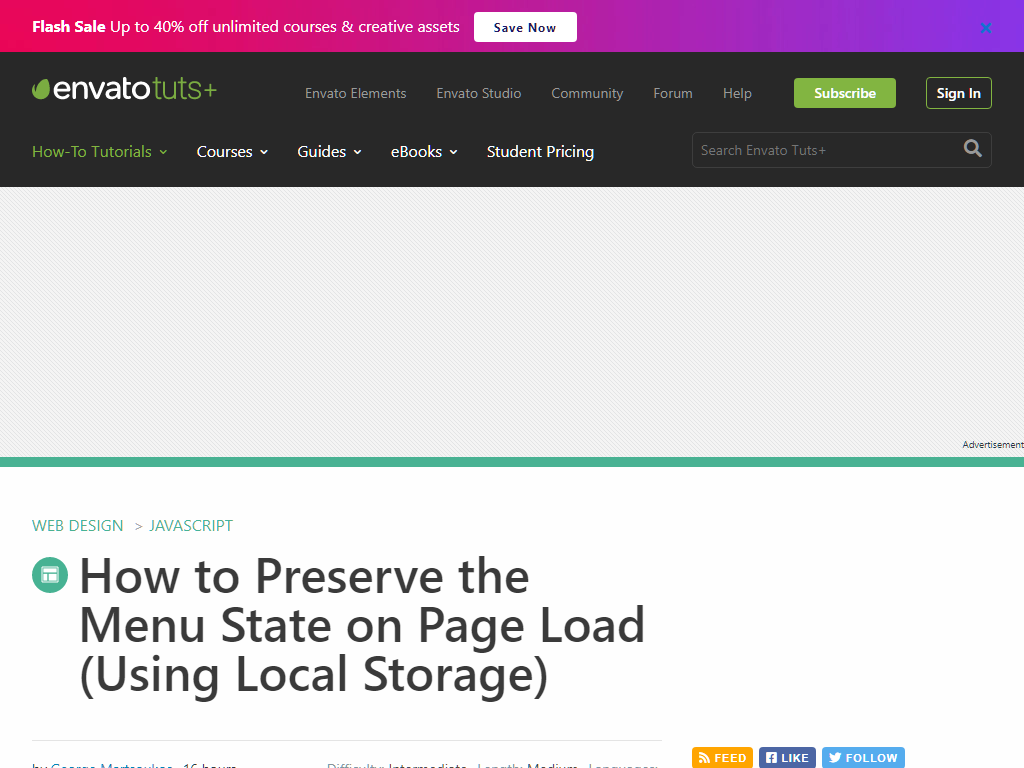 Flash Sale Up to 40% off unlimited courses & creative assets
Save Now
envatotuts+
Envato Elements
Envato Studio
Community
Forum
Help
Subscribe
Sign In
How-To Tutorials
Courses
Guides
eBooks
Student Pricing
Search Envato Tuts+
Advertisement
WEB DESIGN > JAVASCRIPT
How to Preserve the
Menu State on Page Load
(Using Local Storage)
by George Martsoukos 16 hours
Difficulty: Intermediate Length: Medium Languages:
FEED
LIKE
FOLLOW